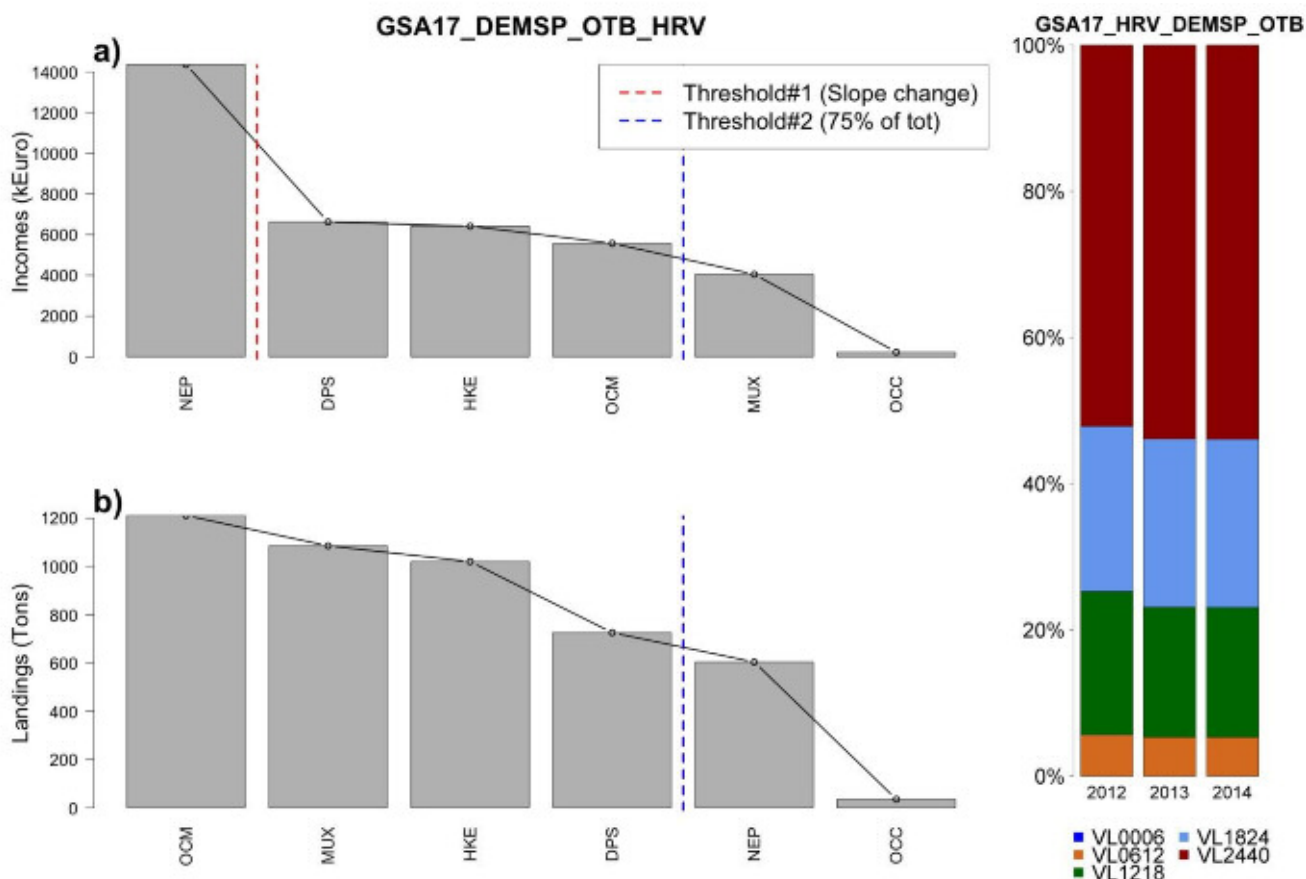 GSA17_DEMSP_OTB_HRV
a)
Threshold#1 (Slope change)
Threshold#2 (75% of tot)
Incomes (kEuro)
14000
12000
10000
8000
6000
4000
2000
0
NEP
DPS
HKE
OCM
MUX
OCC
b)
Landings (Tons)
1200
1000
800
600
400
200
0
OCM
MUX
HKE
DPS
NEP
OCC
GSA17_HRV_DEMSP_OTB
100%
80%
60%
40%
20%
0%
2012 2013 2014
VL0006 VL1824
VL0612 VL2440
VL1218